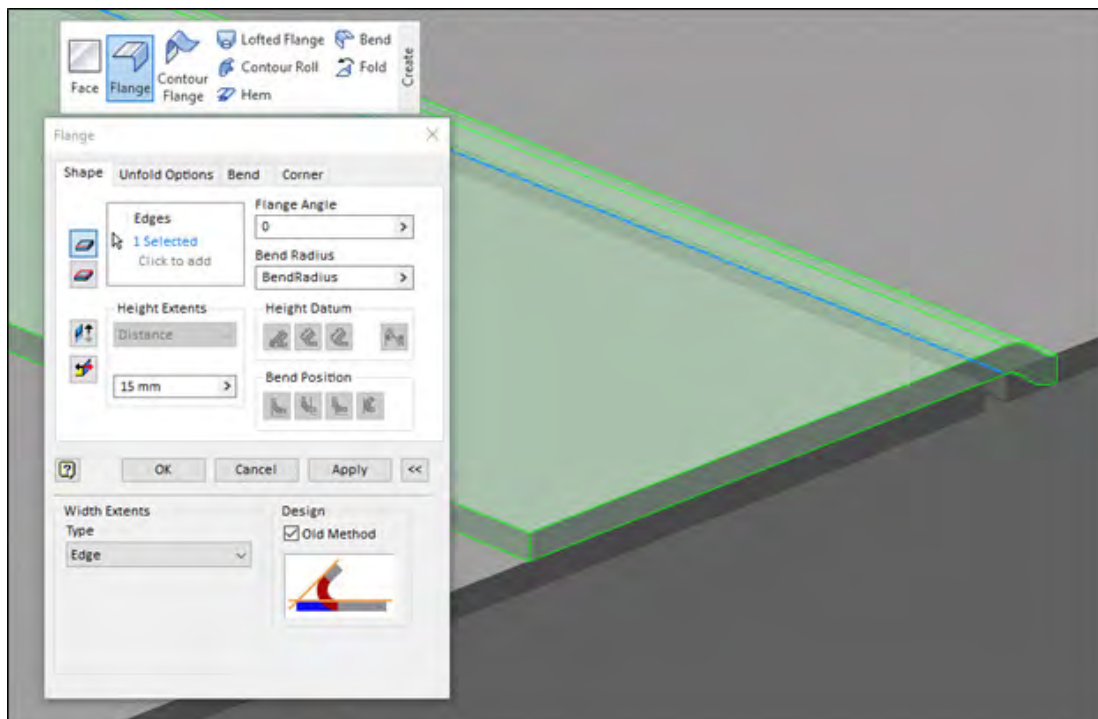 Face
Flange
Contour
Flange
Lofted Flange
Contour Roll
Hem
Bend
Fold
Create
Flange
Shape
Unfold Options
Bend
Corner
Edges
1 Selected
Click to add
Flange Angle
0
Bend Radius
BendRadius
Height Extents
Distance
15 mm
Height Datum
Bend Position
OK
Cancel
Apply
<<
Width Extents
Type
Edge
Design
Old Method